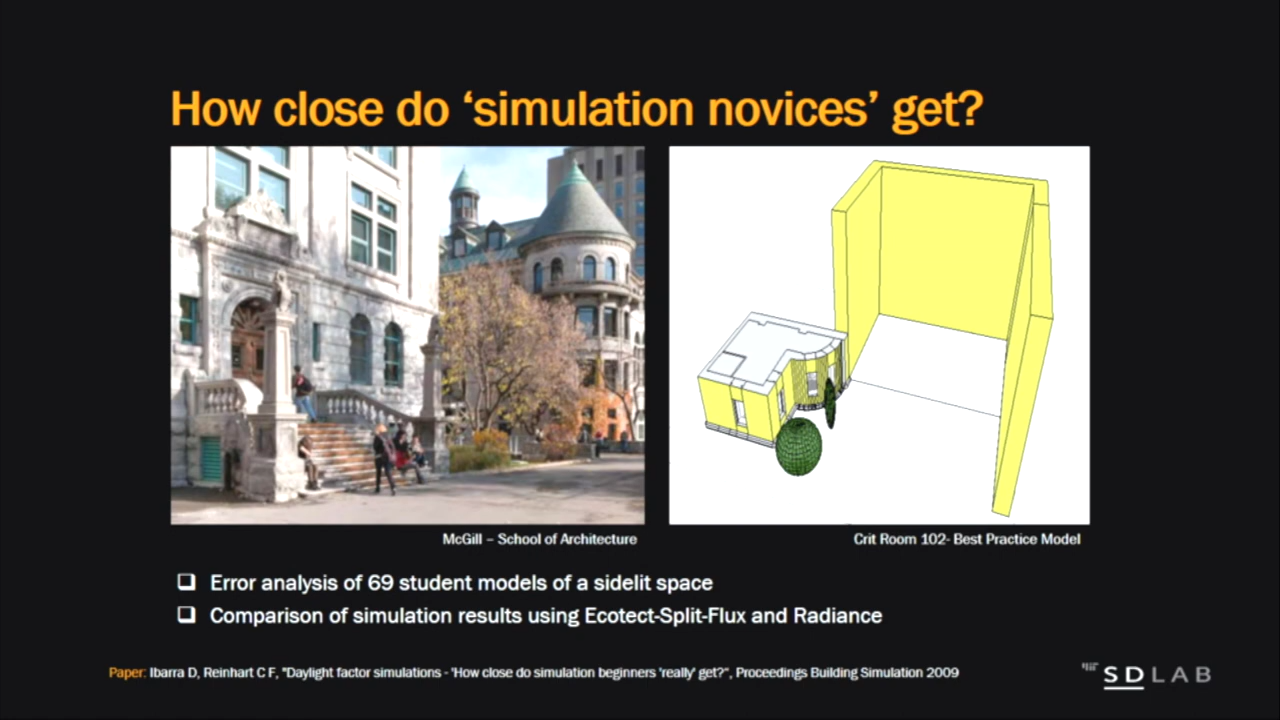 How close do ‘simulation novices’ get?
McGill – School of Architecture
Crit Room 102- Best Practice Model
Error analysis of 69 student models of a sidelit space
Comparison of simulation results using Ecotect-Split-Flux and Radiance
Paper: Ibarra D, Reinhart C F, "Daylight factor simulations - 'How close do simulation beginners 'really' get?", Proceedings Building Simulation 2009
SDLAB